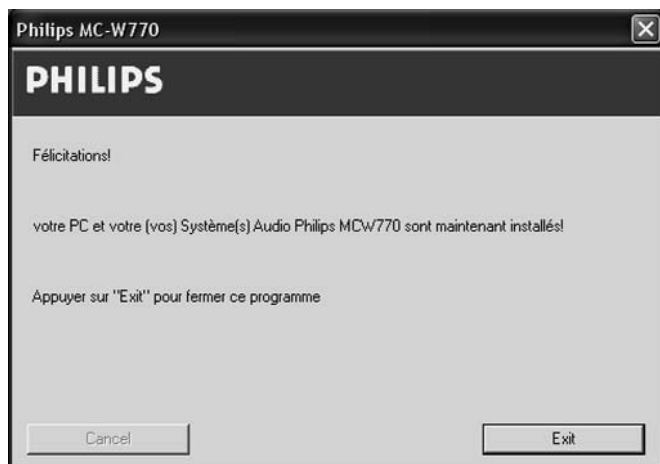 Philips MC-W770
PHILIPS
Félicitations!
votre PC et votre (vos) Système(s) Audio Philips MCW770 sont maintenant installés!
Appuyer sur "Exit" pour fermer ce programme
Cancel
Exit